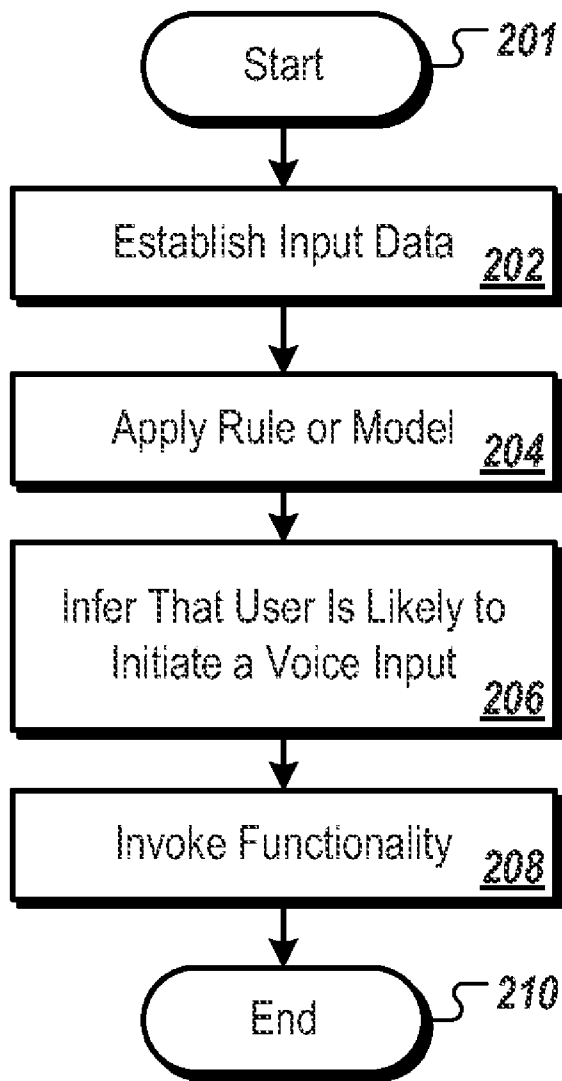 Start
201
Establish Input Data
202
Apply Rule or Model
204
Infer That User Is Likely to
Initiate a Voice Input
206
Invoke Functionality
208
End
210